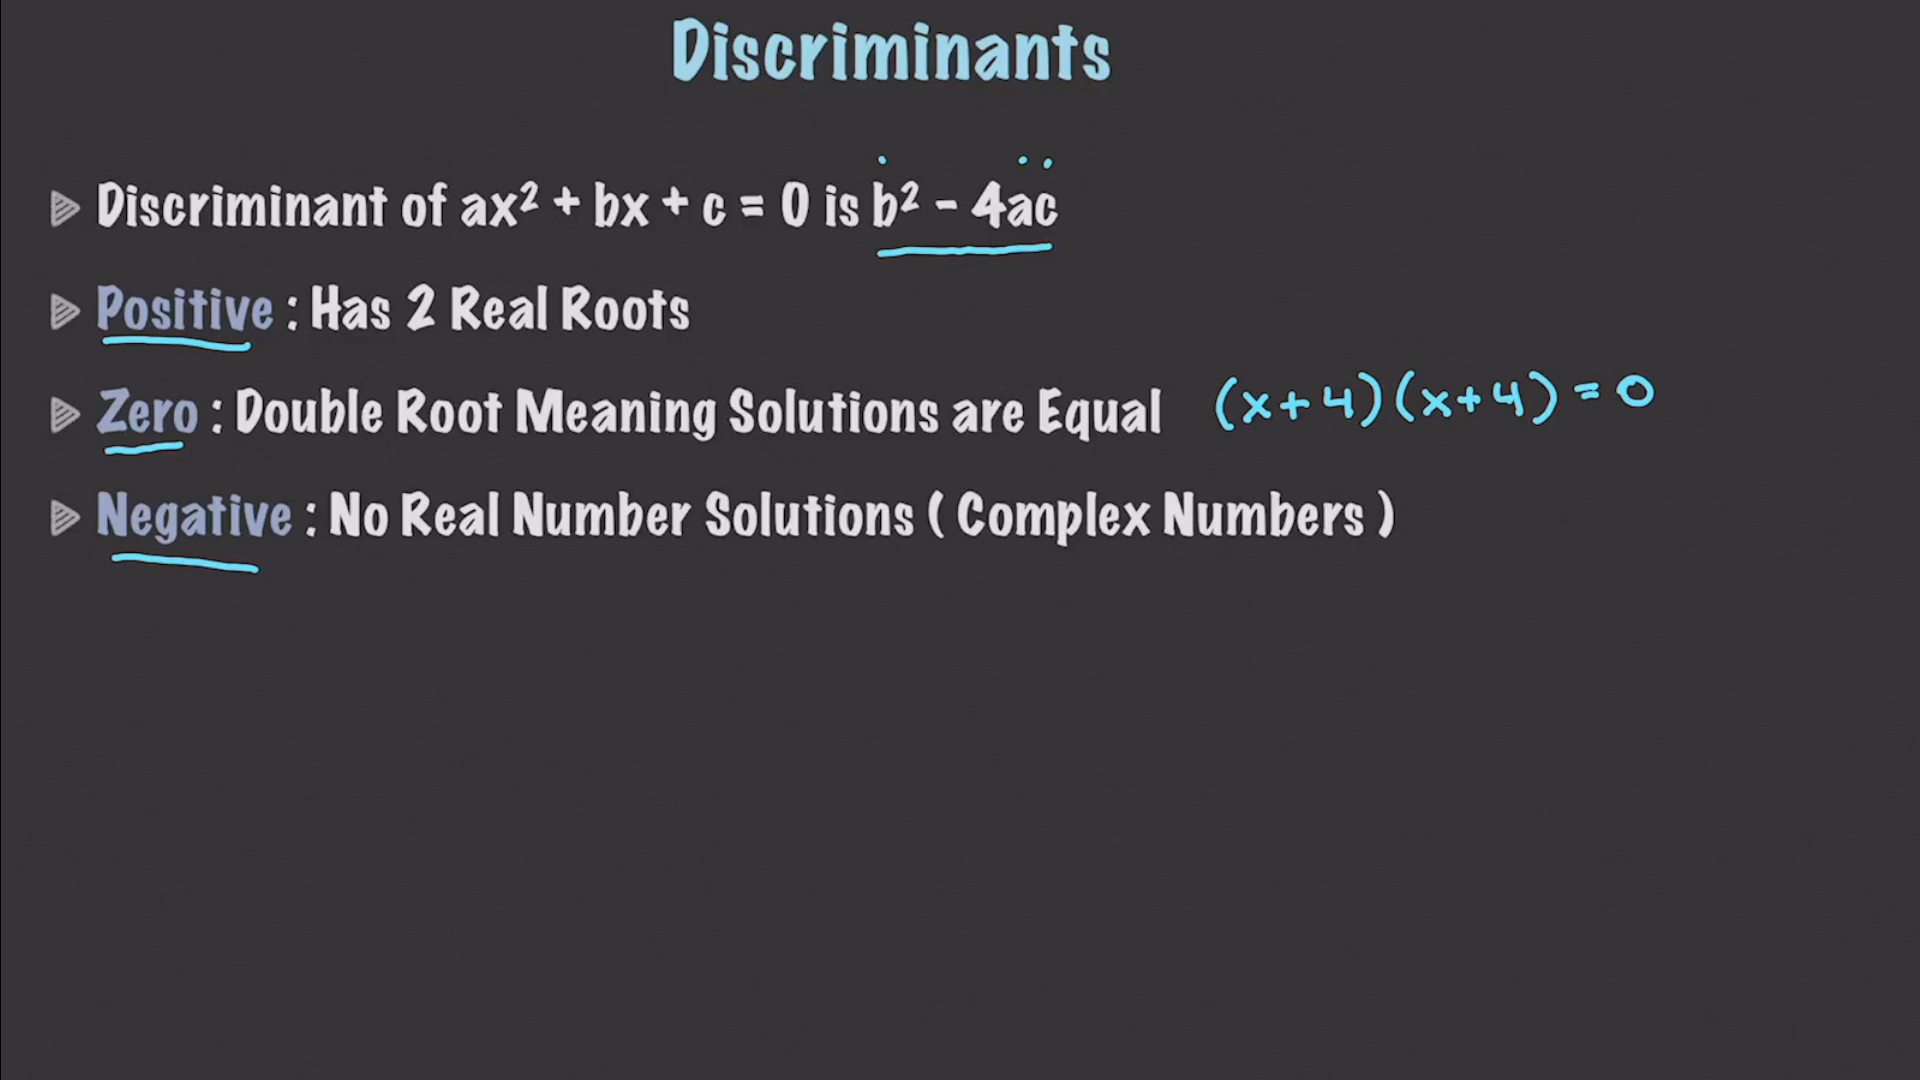 Discriminants
Discriminant of ax² + bx + c = 0 is b² - 4ac
Positive : Has 2 Real Roots
Zero : Double Root Meaning Solutions are Equal (x+4)(x+4) = 0
Negative : No Real Number Solutions ( Complex Numbers )